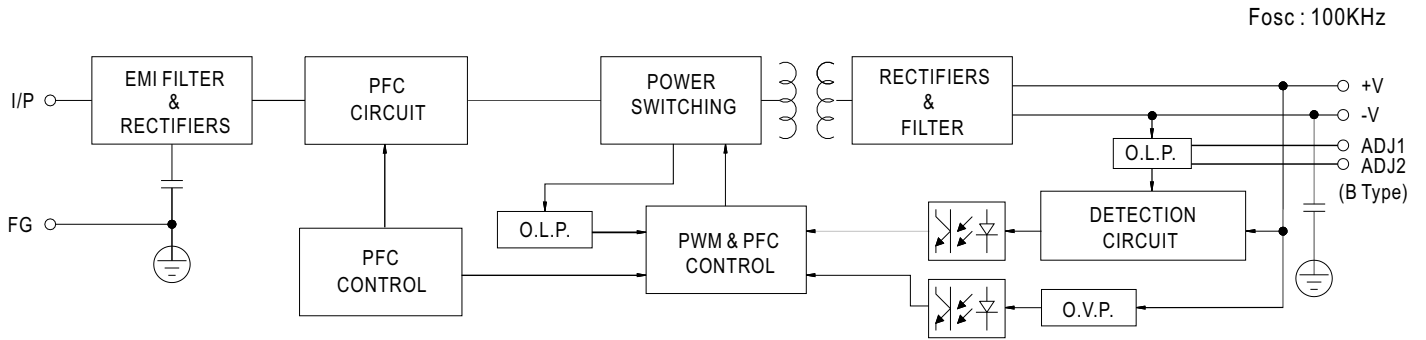 Fosc : 100KHz
I/P
EMI FILTER
&
RECTIFIERS
PFC
CIRCUIT
POWER
SWITCHING
RECTIFIERS
&
FILTER
+V
-V
O.L.P.
ADJ1
ADJ2
(B Type)
FG
O.L.P.
PFC
CONTROL
PWM & PFC
CONTROL
DETECTION
CIRCUIT
O.V.P.